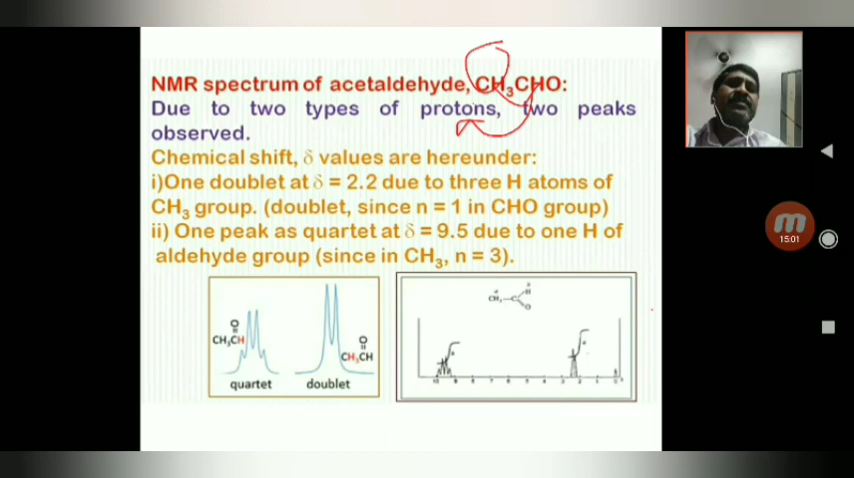 NMR spectrum of acetaldehyde, CH₃CHO:
Due to two types of protons, two peaks
observed.
Chemical shift, δ values are hereunder:
i)One doublet at δ = 2.2 due to three H atoms of
CH₃ group. (doublet, since n = 1 in CHO group)
ii) One peak as quartet at δ = 9.5 due to one H of
aldehyde group (since in CH₃, n = 3).
O
CH₃CH
quartet
O
CH₃CH
doublet
15:01